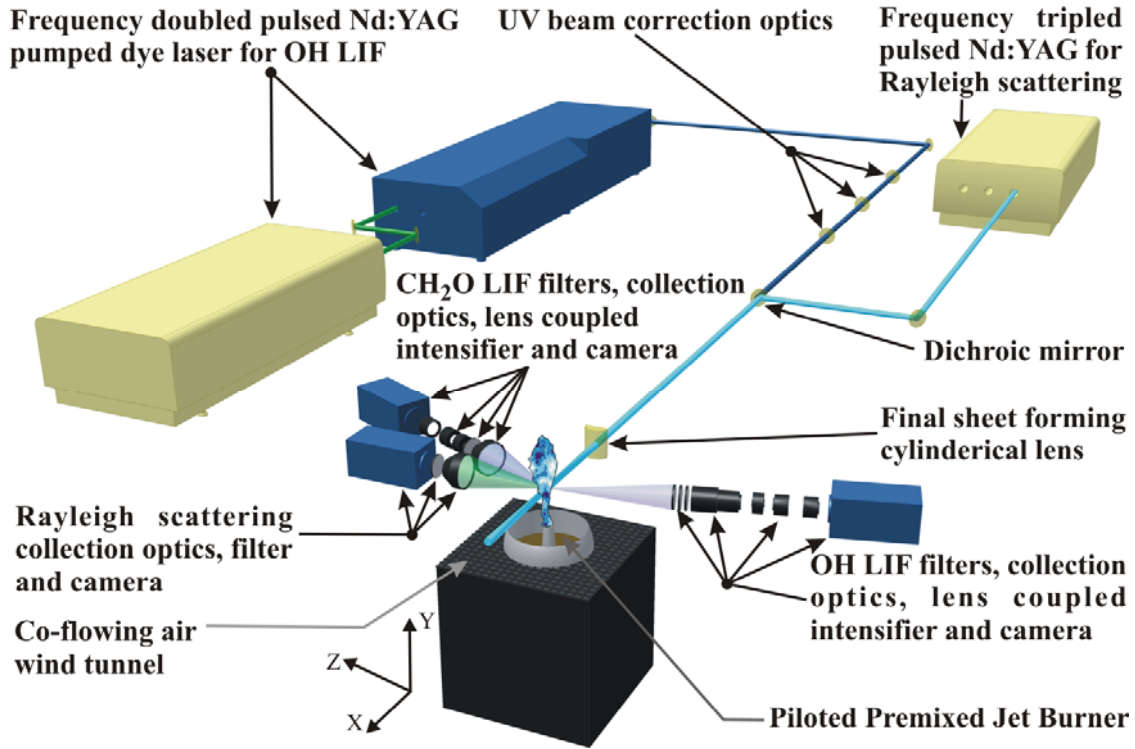 Frequency doubled pulsed Nd:YAG
pumped dye laser for OH LIF
UV beam correction optics
Frequency tripled
pulsed Nd:YAG for
Rayleigh scattering
CH₂O LIF filters, collection
optics, lens coupled
intensifier and camera
Dichroic mirror
Final sheet forming
cylinderical lens
Rayleigh scattering
collection optics, filter
and camera
OH LIF filters, collection
optics, lens coupled
intensifier and camera
Co-flowing air
wind tunnel
Y
Z
X
Piloted Premixed Jet Burner